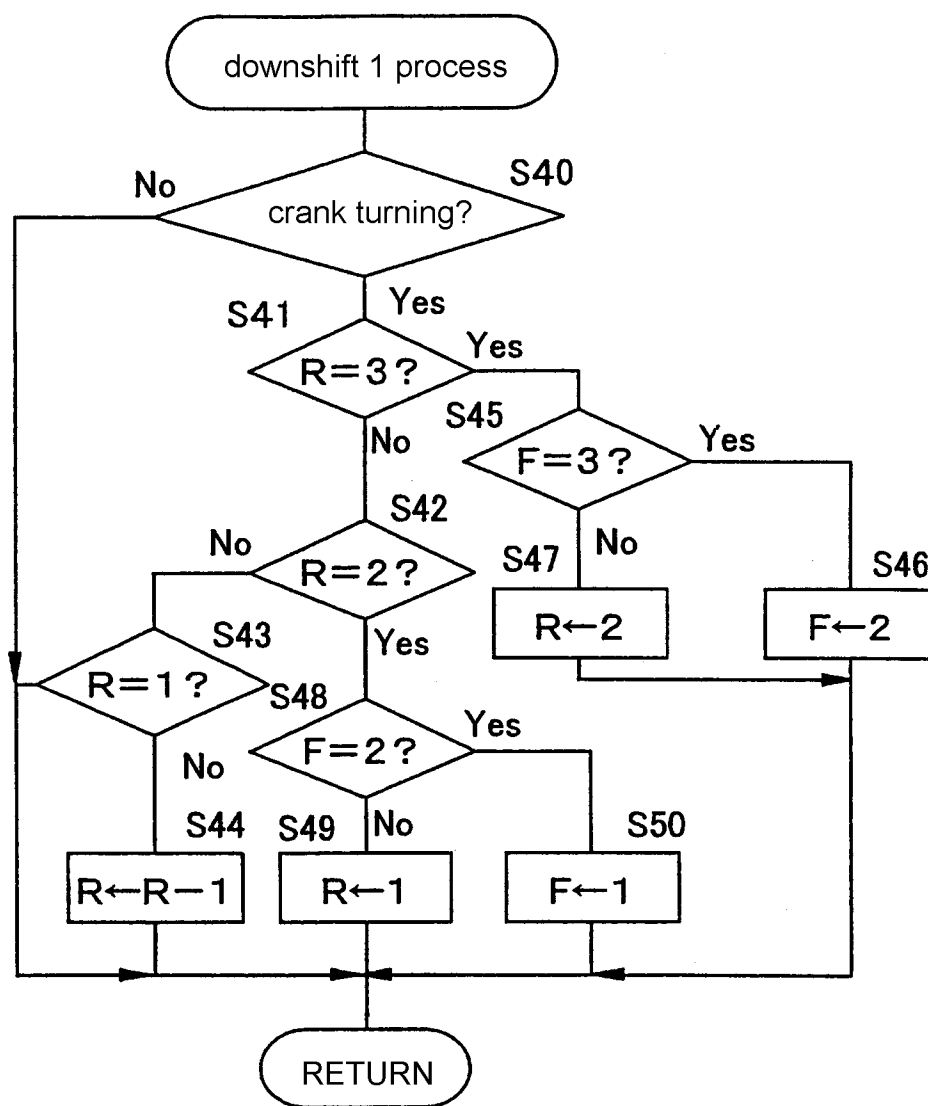 downshift 1 process
S40
No
crank turning?
Yes
S41
R=3?
Yes
S45
No
F=3?
Yes
S42
No
R=2?
No
S47
S46
R←2
F←2
S43
Yes
R=1?
S48
F=2?
Yes
No
No
S44
S49
S50
R←R−1
R←1
F←1
RETURN